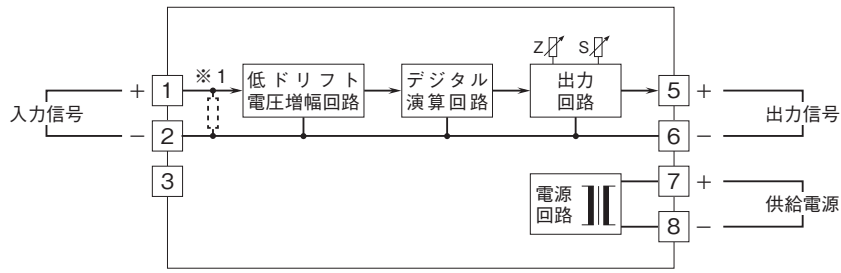 Z
S
※1
低ドリフト
電圧増幅回路
デジタル
演算回路
出力
回路
+ 1
5 +
入力信号
出力信号
− 2
6 −
3
7 +
電源
回路
供給電源
8 −